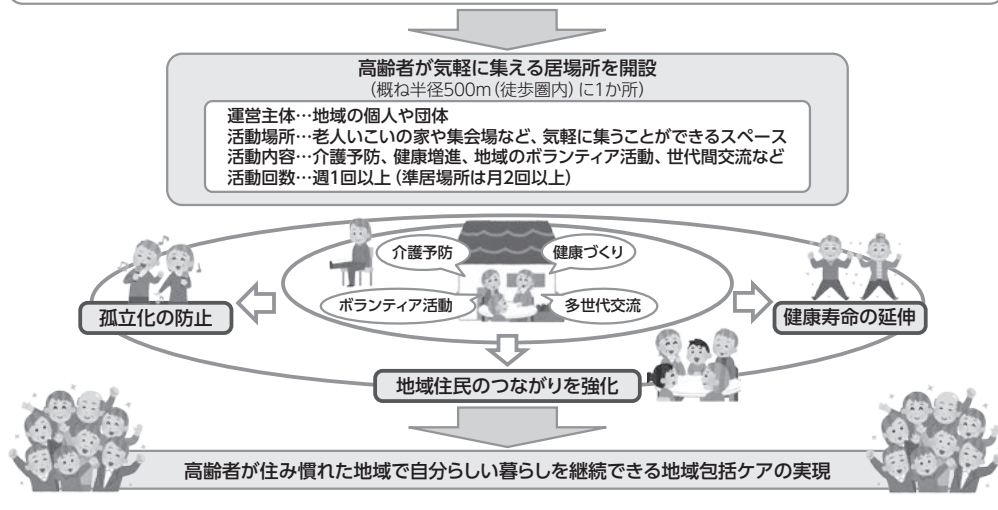 高齢者が気軽に集える居場所を開設
(概ね半径500m(徒歩圏内)に1か所)
運営主体…地域の個人や団体
活動場所…老人いこいの家や集会場など、気軽に集うことができるスペース
活動内容…介護予防、健康増進、地域のボランティア活動、世代間交流など
活動回数…週1回以上(準居場所は月2回以上)
介護予防
健康づくり
ボランティア活動
多世代交流
孤立化の防止
健康寿命の延伸
地域住民のつながりを強化
高齢者が住み慣れた地域で自分らしい暮らしを継続できる地域包括ケアの実現